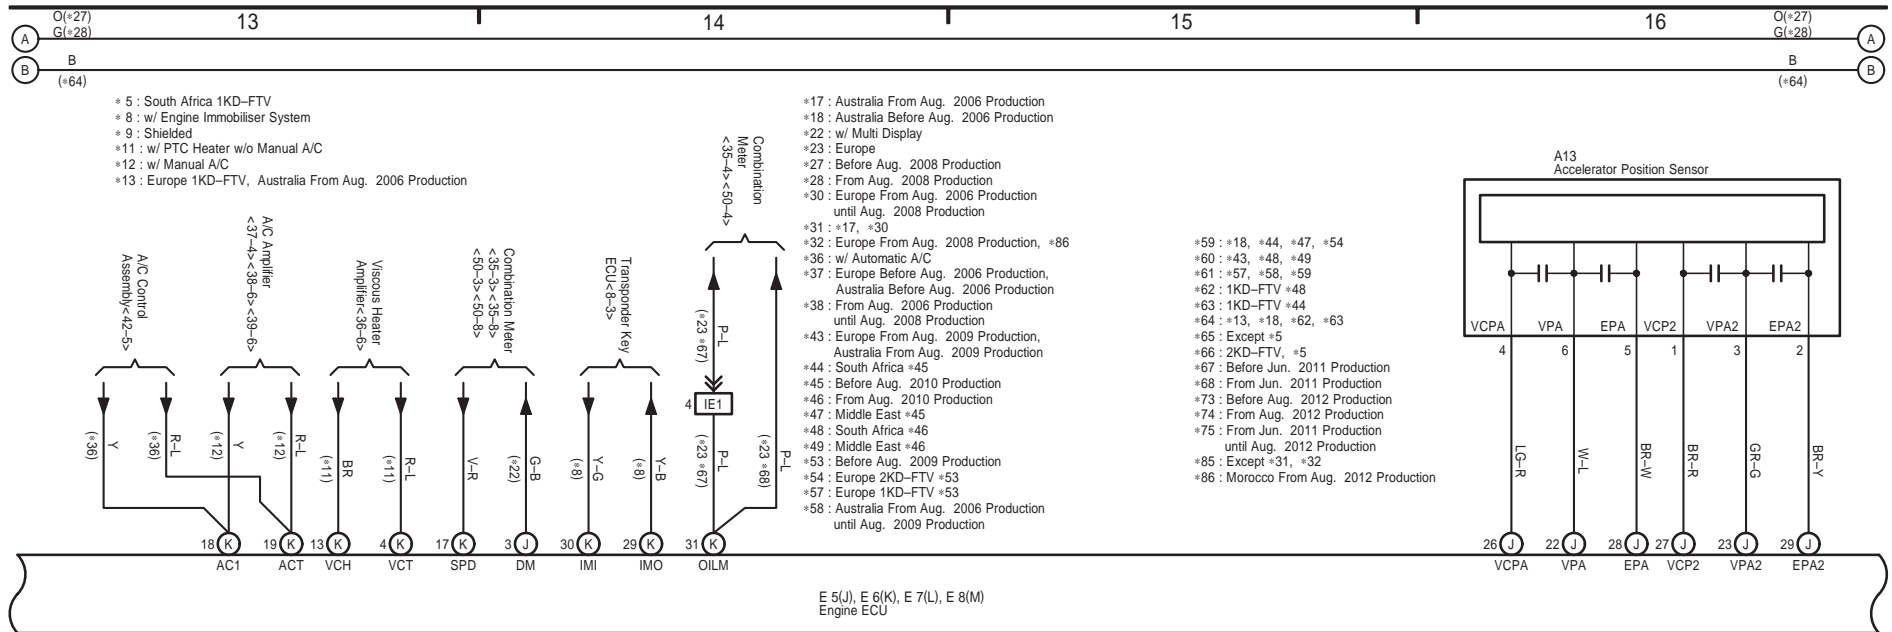 13
14
15
16
O(*27)
G(*28)
O(*27)
G(*28)
A
A
B
B
B
B
(*64)
(*64)
* 5 : South Africa 1KD–FTV
* 8 : w/ Engine Immobiliser System
* 9 : Shielded
*11 : w/ PTC Heater w/o Manual A/C
*12 : w/ Manual A/C
*13 : Europe 1KD–FTV, Australia From Aug. 2006 Production
*17 : Australia From Aug. 2006 Production
*18 : Australia Before Aug. 2006 Production
*22 : w/ Multi Display
*23 : Europe
*27 : Before Aug. 2008 Production
*28 : From Aug. 2008 Production
*30 : Europe From Aug. 2006 Production
until Aug. 2008 Production
*31 : *17, *30
*32 : Europe From Aug. 2008 Production, *86
*36 : w/ Automatic A/C
*37 : Europe Before Aug. 2006 Production,
Australia Before Aug. 2006 Production
*38 : From Aug. 2006 Production
until Aug. 2008 Production
*43 : Europe From Aug. 2009 Production,
Australia From Aug. 2009 Production
*44 : South Africa *45
*45 : Before Aug. 2010 Production
*46 : From Aug. 2010 Production
*47 : Middle East *45
*48 : South Africa *46
*49 : Middle East *46
*53 : Before Aug. 2009 Production
*54 : Europe 2KD–FTV *53
*57 : Europe 1KD–FTV *53
*58 : Australia From Aug. 2006 Production
until Aug. 2009 Production
*59 : *18, *44, *47, *54
*60 : *43, *48, *49
*61 : *57, *58, *59
*62 : 1KD–FTV *48
*63 : 1KD–FTV *44
*64 : *13, *18, *62, *63
*65 : Except *5
*66 : 2KD–FTV, *5
*67 : Before Jun. 2011 Production
*68 : From Jun. 2011 Production
*73 : Before Aug. 2012 Production
*74 : From Aug. 2012 Production
*75 : From Jun. 2011 Production
until Aug. 2012 Production
*85 : Except *31, *32
*86 : Morocco From Aug. 2012 Production
A/C Control
Assembly<42–5>
A/C Amplifier
<37–4><38–6><39–6>
Viscous Heater
Amplifier<36–6>
Combination Meter
<35–3><35–8>
<50–3><50–8>
Transponder Key
ECU<8–3>
Combination
Meter
<35–4><50–4>
A13
Accelerator Position Sensor
VCPA
VPA
EPA
VCP2
VPA2
EPA2
4
6
5
1
3
2
P–L
(*23 *67)
4
IE1
Y
(*36)
R–L
(*36)
Y
(*12)
R–L
(*12)
BR
(*11)
R–L
(*11)
V–R
G–B
(*22)
Y–G
(*8)
Y–B
(*8)
P–L
(*23 *67)
P–L
(*23 *68)
LG–R
W–L
BR–W
BR–R
GR–G
BR–Y
18 K
19 K
13 K
4 K
17 K
3 J
30 K
29 K
31 K
26 J
22 J
28 J
27 J
23 J
29 J
AC1
ACT
VCH
VCT
SPD
DM
IMI
IMO
OILM
VCPA
VPA
EPA
VCP2
VPA2
EPA2
E 5(J), E 6(K), E 7(L), E 8(M)
Engine ECU